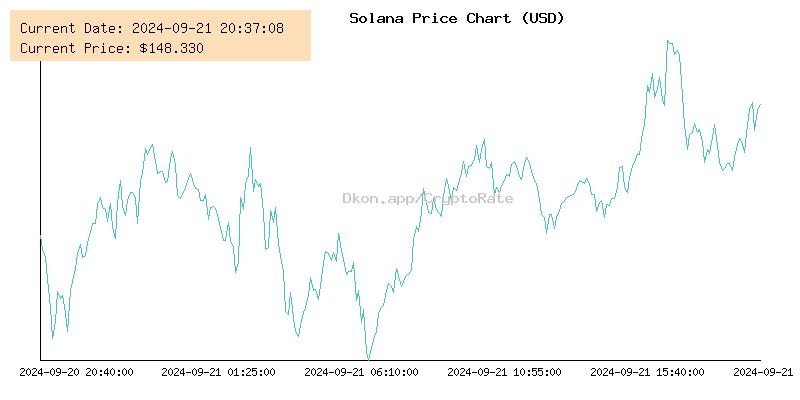 Solana Price Chart (USD)
Current Date: 2024-09-21 20:37:08
Current Price: $148.330
Dkon.app/CryptoRate
2024-09-20 20:40:00
2024-09-21 01:25:00
2024-09-21 06:10:00
2024-09-21 10:55:00
2024-09-21 15:40:00
2024-09-21